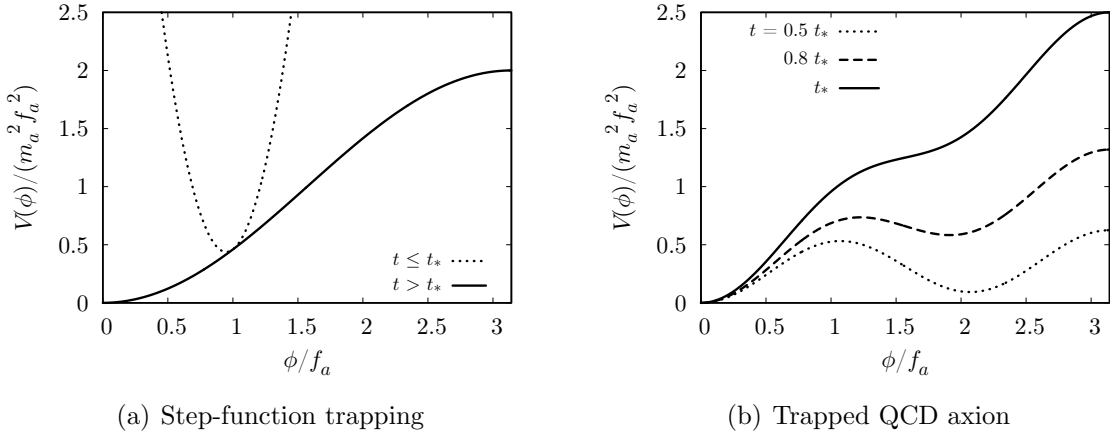 V(φ)/(m_a^2 f_a^2)
2.5
2
1.5
1
0.5
0
t ≤ t_*
t > t_*
0 0.5 1 1.5 2 2.5 3
φ/f_a
(a) Step-function trapping
V(φ)/(m_a^2 f_a^2)
2.5
2
1.5
1
0.5
0
t = 0.5 t_*
0.8 t_*
t_*
0 0.5 1 1.5 2 2.5 3
φ/f_a
(b) Trapped QCD axion